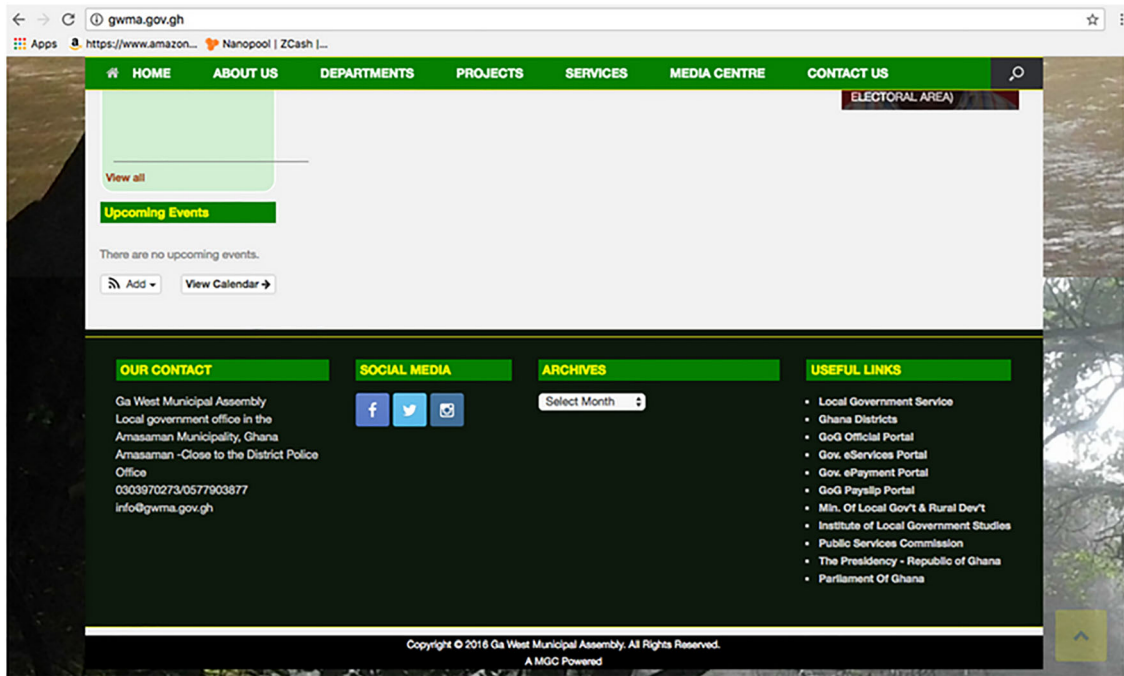 gwma.gov.gh
Apps
https://www.amazon...
Nanopool | ZCash |...
HOME
ABOUT US
DEPARTMENTS
PROJECTS
SERVICES
MEDIA CENTRE
CONTACT US
ELECTORAL AREA)
View all
Upcoming Events
There are no upcoming events.
Add
View Calendar
OUR CONTACT
Ga West Municipal Assembly
Local government office in the
Amasaman Municipality, Ghana
Amasaman -Close to the District Police
Office
0303970273/0577903877
info@gwma.gov.gh
SOCIAL MEDIA
ARCHIVES
Select Month
USEFUL LINKS
Local Government Service
Ghana Districts
GoG Official Portal
Gov. eServices Portal
Gov. ePayment Portal
GoG Payslip Portal
Min. Of Local Gov't & Rural Dev't
Institute of Local Government Studies
Public Services Commission
The Presidency - Republic of Ghana
Parliament Of Ghana
Copyright © 2016 Ga West Municipal Assembly. All Rights Reserved.
A MGC Powered